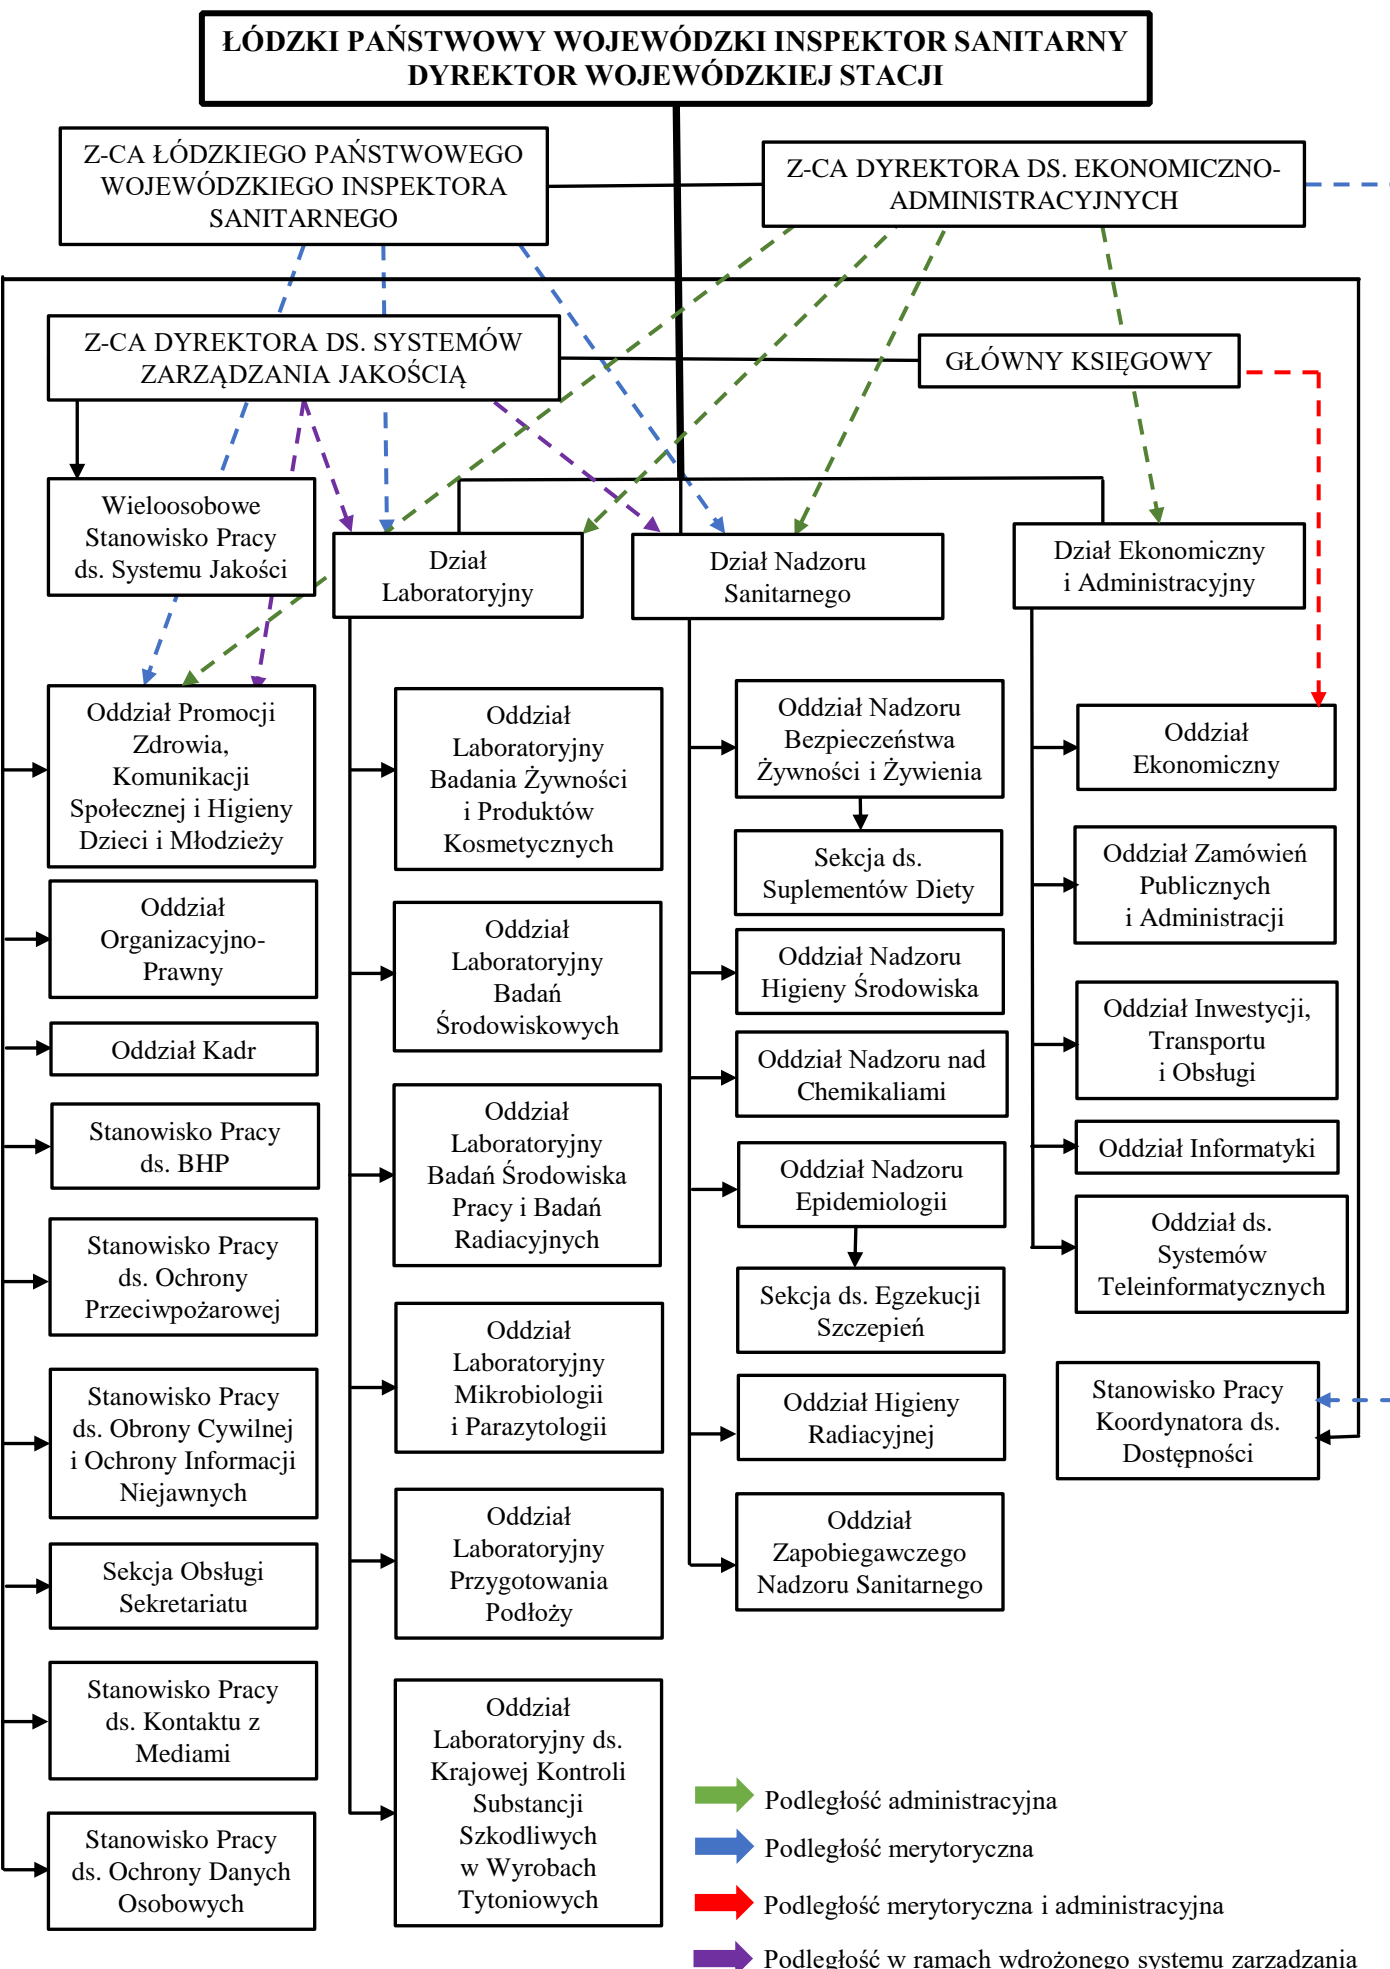 ŁÓDZKI PAŃSTWOWY WOJEWÓDZKI INSPEKTOR SANITARNY
DYREKTOR WOJEWÓDZKIEJ STACJI
Z-CA ŁÓDZKIEGO PAŃSTWOWEGO
WOJEWÓDZKIEGO INSPEKTORA
SANITARNEGO
Z-CA DYREKTORA DS. EKONOMICZNO-
ADMINISTRACYJNYCH
Z-CA DYREKTORA DS. SYSTEMÓW
ZARZĄDZANIA JAKOŚCIĄ
GŁÓWNY KSIĘGOWY
Wieloosobowe
Stanowisko Pracy
ds. Systemu Jakości
Dział
Laboratoryjny
Dział Nadzoru
Sanitarnego
Dział Ekonomiczny
i Administracyjny
Oddział Promocji
Zdrowia,
Komunikacji
Społecznej i Higieny
Dzieci i Młodzieży
Oddział
Organizacyjno-
Prawny
Oddział Kadr
Stanowisko Pracy
ds. BHP
Stanowisko Pracy
ds. Ochrony
Przeciwpożarowej
Stanowisko Pracy
ds. Obrony Cywilnej
i Ochrony Informacji
Niejawnych
Sekcja Obsługi
Sekretariatu
Stanowisko Pracy
ds. Kontaktu z
Mediami
Stanowisko Pracy
ds. Ochrony Danych
Osobowych
Oddział
Laboratoryjny
Badania Żywności
i Produktów
Kosmetycznych
Oddział
Laboratoryjny
Badań
Środowiskowych
Oddział
Laboratoryjny
Badań Środowiska
Pracy i Badań
Radiacyjnych
Oddział
Laboratoryjny
Mikrobiologii
i Parazytologii
Oddział
Laboratoryjny
Przygotowania
Podłoży
Oddział
Laboratoryjny ds.
Krajowej Kontroli
Substancji
Szkodliwych
w Wyrobach
Tytoniowych
Oddział Nadzoru
Bezpieczeństwa
Żywności i Żywienia
Sekcja ds.
Suplementów Diety
Oddział Nadzoru
Higieny Środowiska
Oddział Nadzoru nad
Chemikaliami
Oddział Nadzoru
Epidemiologii
Sekcja ds. Egzekucji
Szczepień
Oddział Higieny
Radiacyjnej
Oddział
Zapobiegawczego
Nadzoru Sanitarnego
Oddział
Ekonomiczny
Oddział Zamówień
Publicznych
i Administracji
Oddział Inwestycji,
Transportu
i Obsługi
Oddział Informatyki
Oddział ds.
Systemów
Teleinformatycznych
Stanowisko Pracy
Koordynatora ds.
Dostępności
Podległość administracyjna
Podległość merytoryczna
Podległość merytoryczna i administracyjna
Podległość w ramach wdrożonego systemu zarządzania